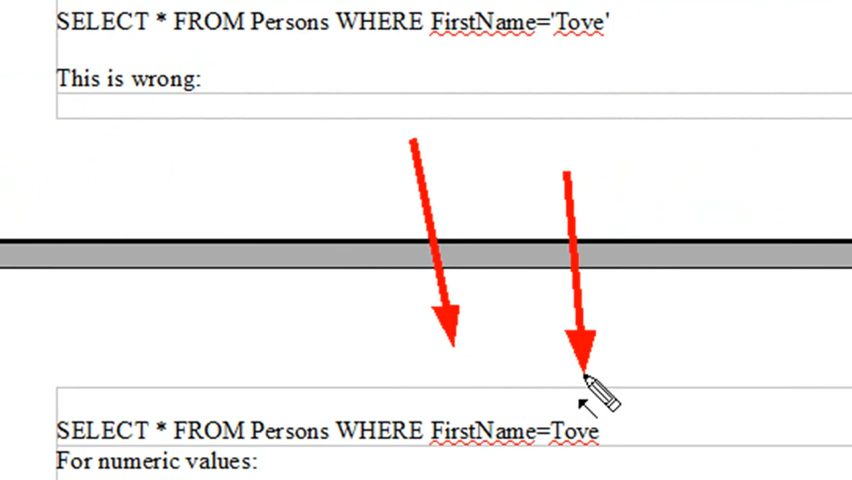 SELECT * FROM Persons WHERE FirstName='Tove'
This is wrong:
SELECT * FROM Persons WHERE FirstName=Tove
For numeric values: